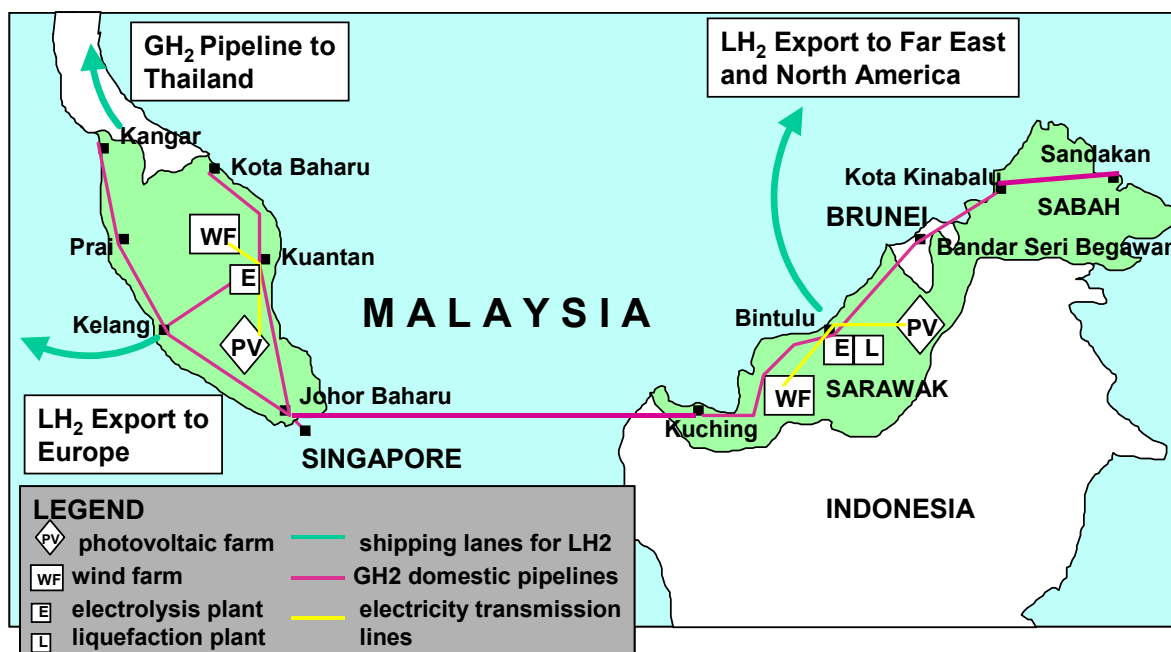 GH2 Pipeline to
Thailand
LH2 Export to Far East
and North America
Kangar
Kota Baharu
Sandakan
Kota Kinabalu
SABAH
BRUNEI
WF
Prai
Kuantan
Bandar Seri Begawan
E
MALAYSIA
Kelang
Bintulu
PV
PV
E
L
SARAWAK
WF
Johor Baharu
LH2 Export to
Europe
Kuching
SINGAPORE
INDONESIA
LEGEND
PV photovoltaic farm
shipping lanes for LH2
WF wind farm
GH2 domestic pipelines
E electrolysis plant
electricity transmission
lines
L liquefaction plant